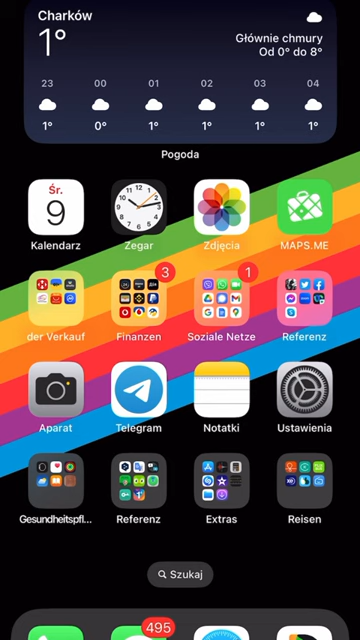 Charków
1°
Głównie chmury
Od 0° do 8°
23 00 01 02 03 04
1° 0° 1° 1° 1° 1°
Pogoda
Śr.
9
Kalendarz Zegar Zdjęcia MAPS.ME
3 1
der Verkauf Finanzen Soziale Netze Referenz
Aparat Telegram Notatki Ustawienia
Gesundheitspfl... Referenz Extras Reisen
Szukaj
495